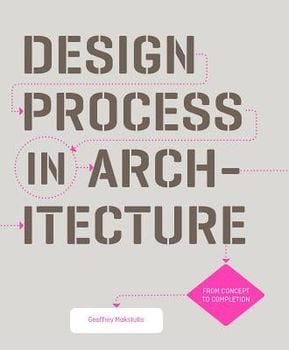 DESIGN
PROCESS
IN ARCH-
ITECTURE
FROM CONCEPT
TO COMPLETION
Geoffrey Makstutis